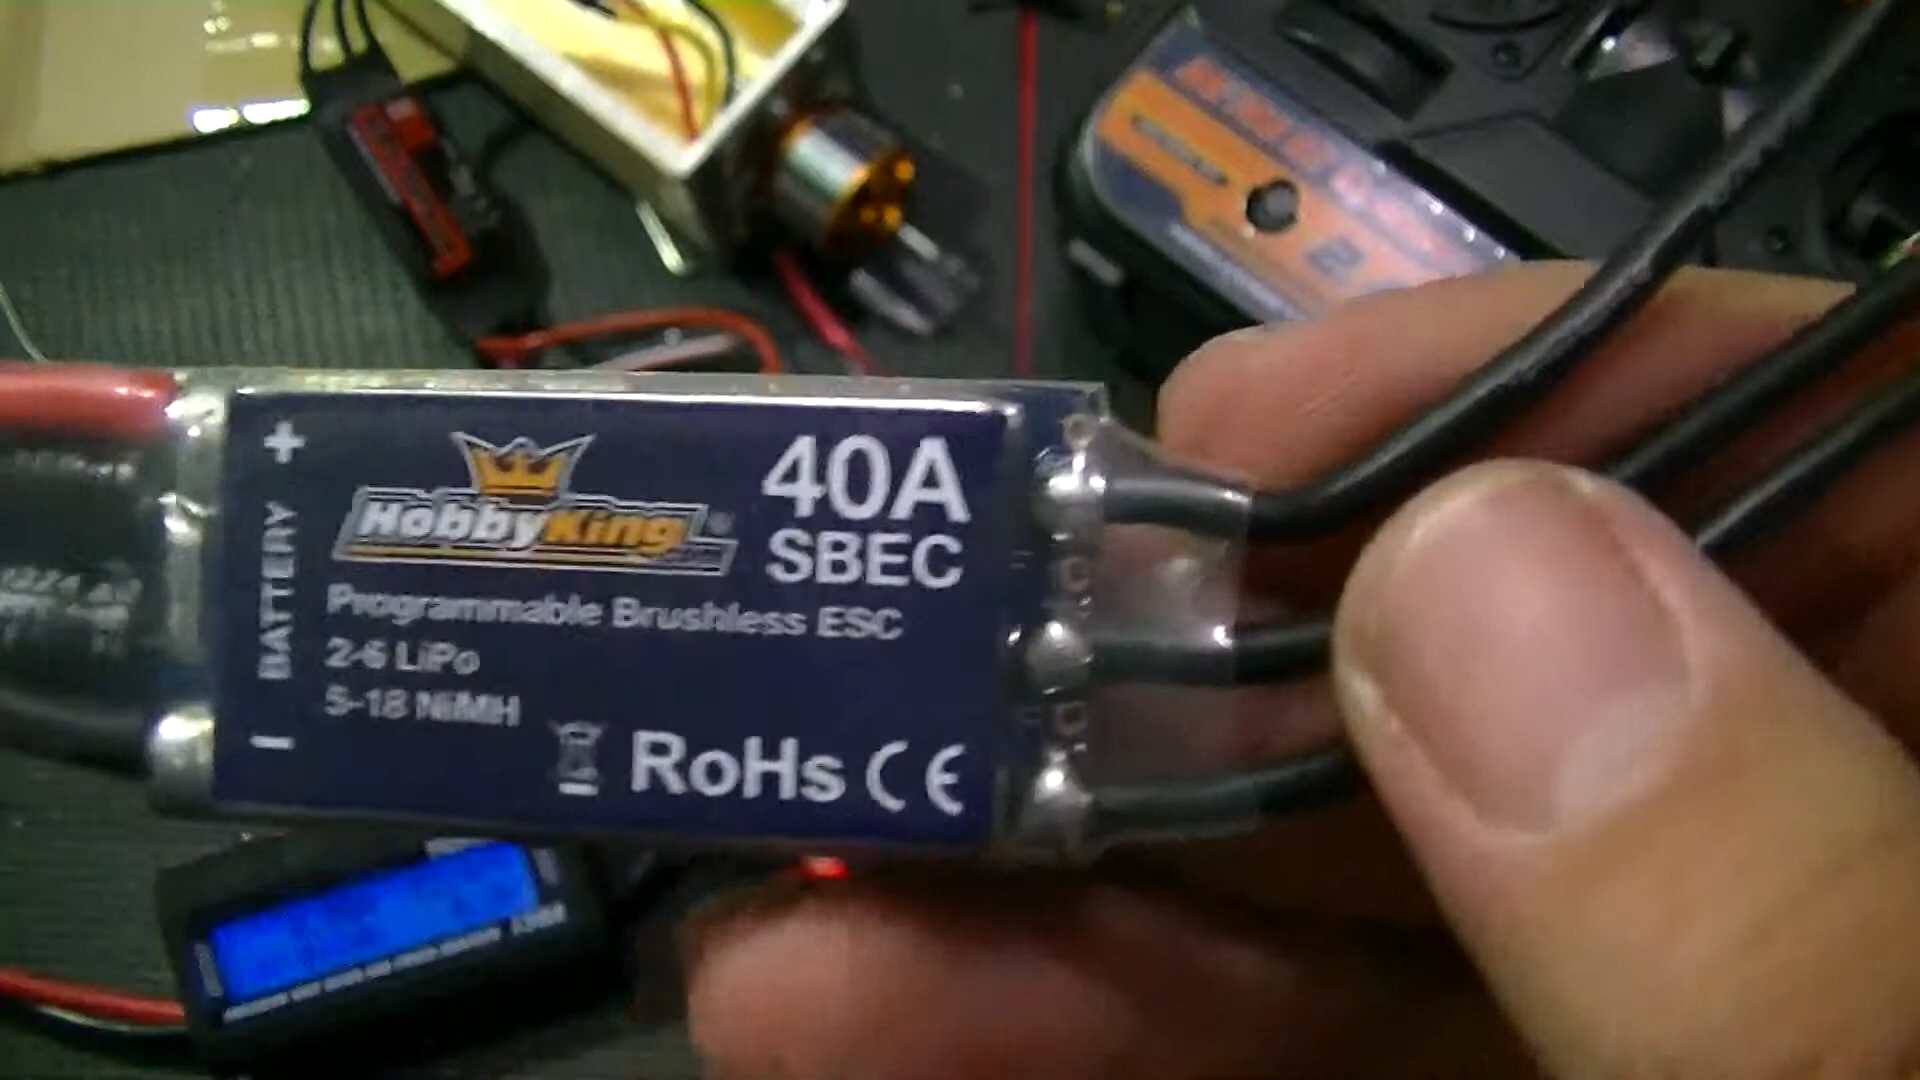 +
BATTERY
–
HobbyKing
40A
SBEC
Programmable Brushless ESC
2-6 LiPo
5-18 NiMH
RoHs CE